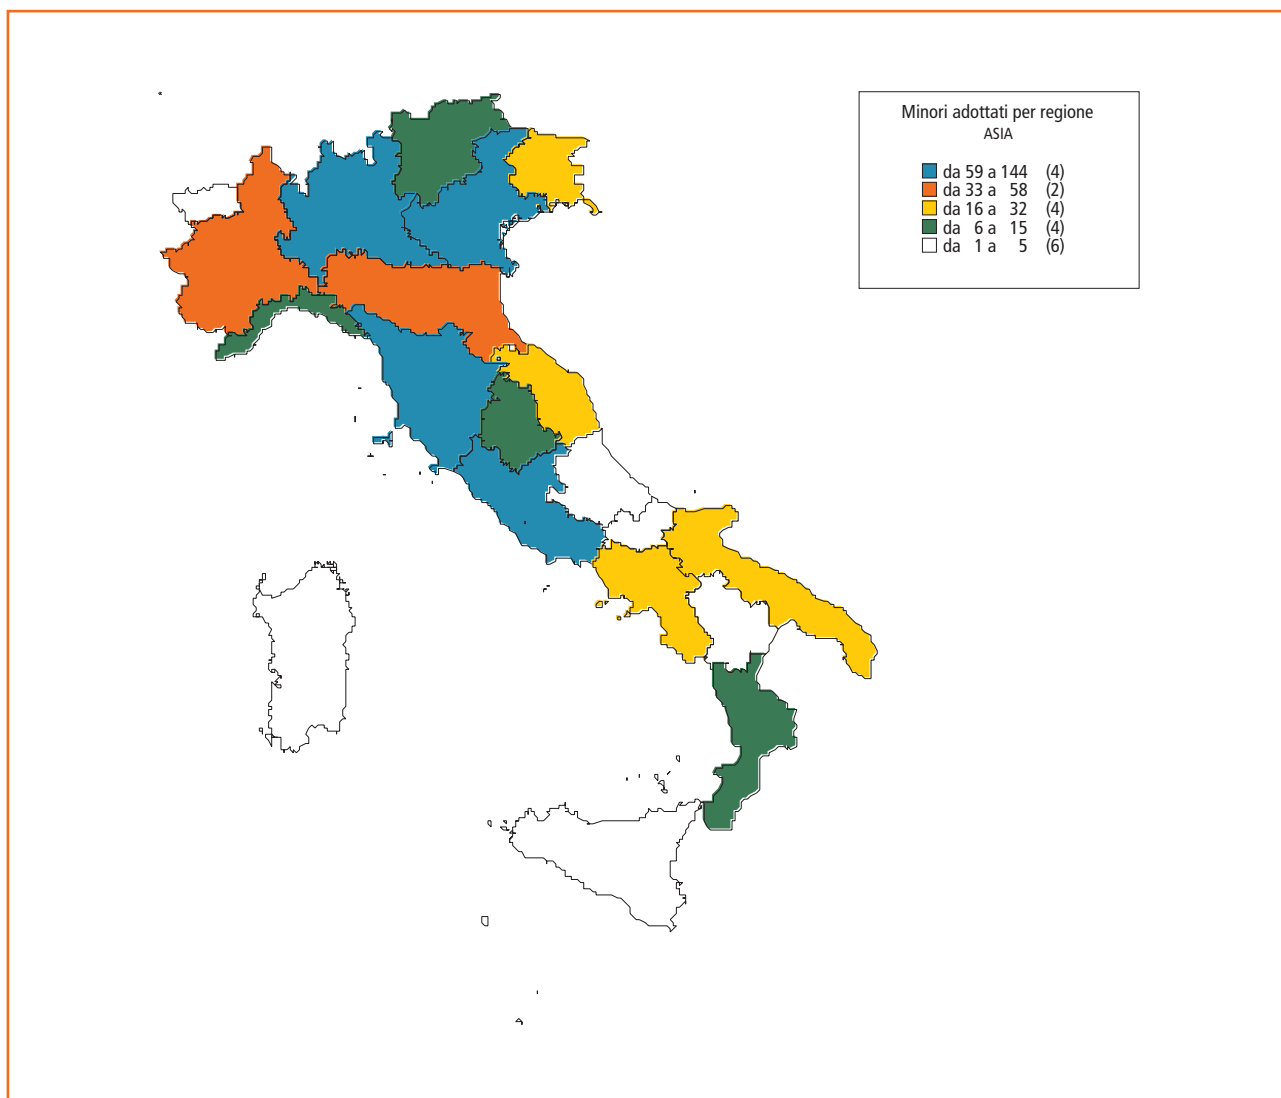 Minori adottati per regione
ASIA
da 59 a 144 (4)
da 33 a 58 (2)
da 16 a 32 (4)
da 6 a 15 (4)
da 1 a 5 (6)